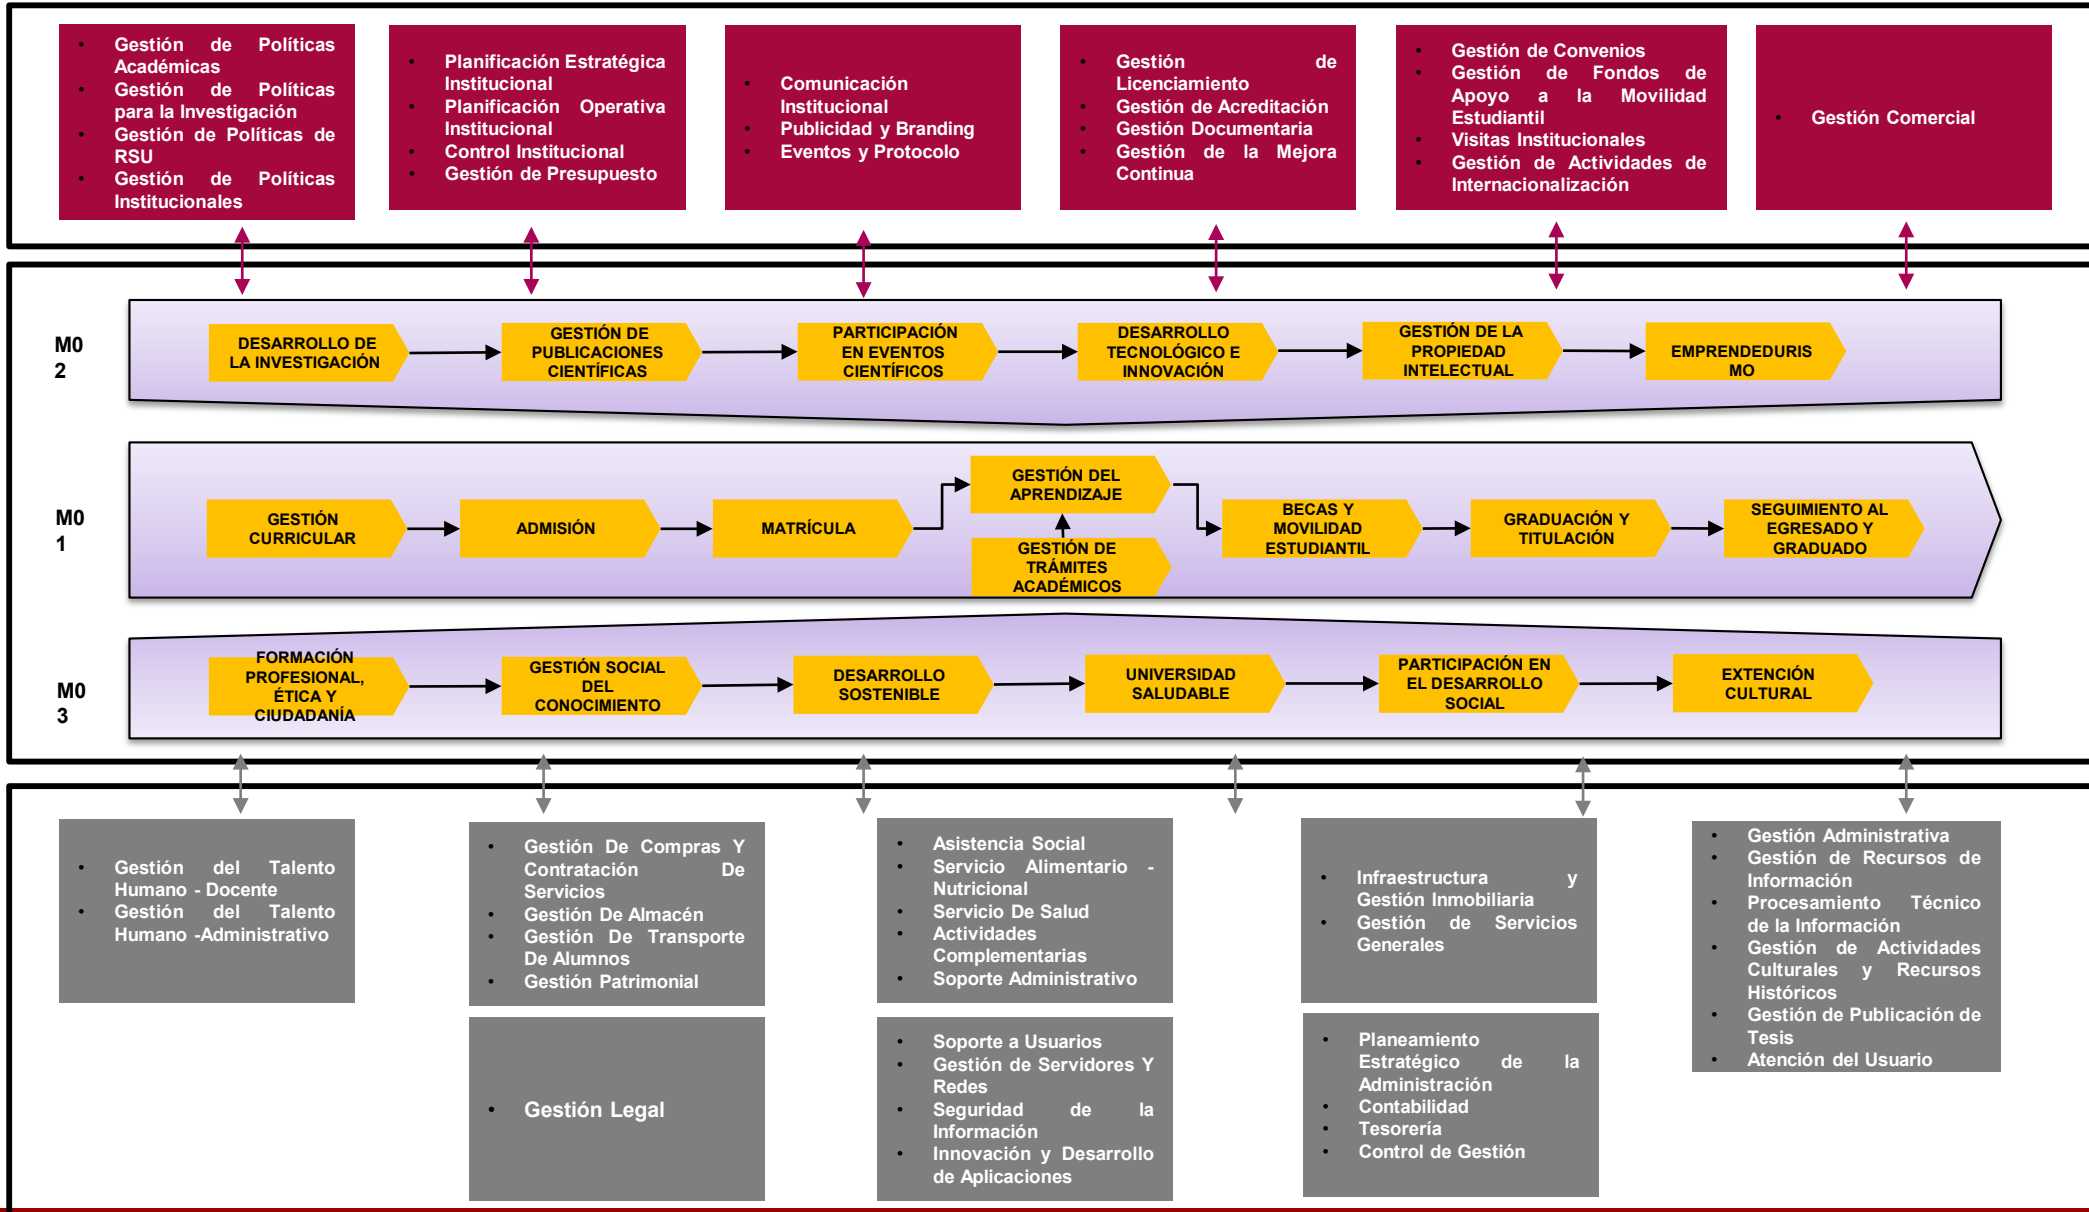 • Gestión de Políticas
Académicas
• Gestión de Políticas
para la Investigación
• Gestión de Políticas de
RSU
• Gestión de Políticas
Institucionales
• Planificación Estratégica
Institucional
• Planificación Operativa
Institucional
• Control Institucional
• Gestión de Presupuesto
• Comunicación
Institucional
• Publicidad y Branding
• Eventos y Protocolo
• Gestión de
Licenciamiento
• Gestión de Acreditación
• Gestión Documentaria
• Gestión de la Mejora
Continua
• Gestión de Convenios
• Gestión de Fondos de
Apoyo a la Movilidad
Estudiantil
• Visitas Institucionales
• Gestión de Actividades de
Internacionalización
• Gestión Comercial
M0
2
DESARROLLO DE
LA INVESTIGACIÓN
GESTIÓN DE
PUBLICACIONES
CIENTÍFICAS
PARTICIPACIÓN
EN EVENTOS
CIENTÍFICOS
DESARROLLO
TECNOLÓGICO E
INNOVACIÓN
GESTIÓN DE LA
PROPIEDAD
INTELECTUAL
EMPRENDEDURIS
MO
M0
1
GESTIÓN
CURRICULAR
ADMISIÓN
MATRÍCULA
GESTIÓN DEL
APRENDIZAJE
GESTIÓN DE
TRÁMITES
ACADÉMICOS
BECAS Y
MOVILIDAD
ESTUDIANTIL
GRADUACIÓN Y
TITULACIÓN
SEGUIMIENTO AL
EGRESADO Y
GRADUADO
M0
3
FORMACIÓN
PROFESIONAL,
ÉTICA Y
CIUDADANÍA
GESTIÓN SOCIAL
DEL
CONOCIMIENTO
DESARROLLO
SOSTENIBLE
UNIVERSIDAD
SALUDABLE
PARTICIPACIÓN EN
EL DESARROLLO
SOCIAL
EXTENCIÓN
CULTURAL
• Gestión del Talento
Humano - Docente
• Gestión del Talento
Humano -Administrativo
• Gestión De Compras Y
Contratación De
Servicios
• Gestión De Almacén
• Gestión De Transporte
De Alumnos
• Gestión Patrimonial
• Asistencia Social
• Servicio Alimentario -
Nutricional
• Servicio De Salud
• Actividades
Complementarias
• Soporte Administrativo
• Infraestructura y
Gestión Inmobiliaria
• Gestión de Servicios
Generales
• Gestión Administrativa
• Gestión de Recursos de
Información
• Procesamiento Técnico
de la Información
• Gestión de Actividades
Culturales y Recursos
Históricos
• Gestión de Publicación de
Tesis
• Atención del Usuario
• Gestión Legal
• Soporte a Usuarios
• Gestión de Servidores Y
Redes
• Seguridad de la
Información
• Innovación y Desarrollo
de Aplicaciones
• Planeamiento
Estratégico de la
Administración
• Contabilidad
• Tesorería
• Control de Gestión